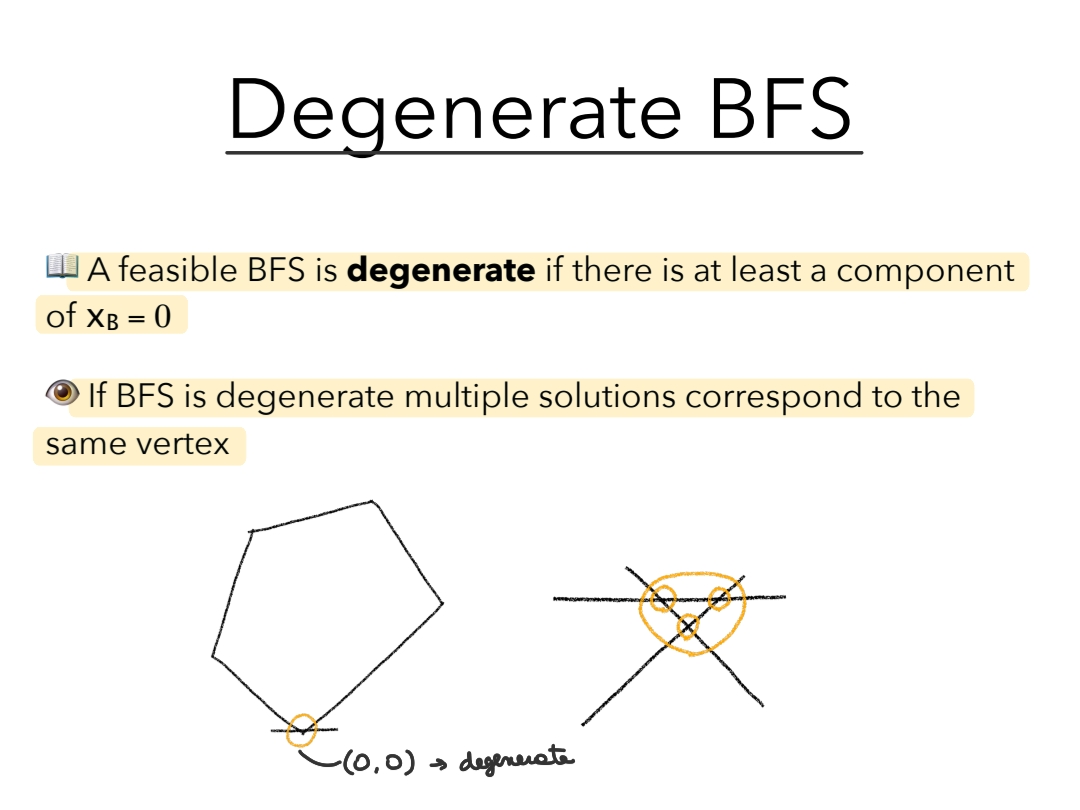 Degenerate BFS
📖 A feasible BFS is degenerate if there is at least a component
of xB = 0
👁 If BFS is degenerate multiple solutions correspond to the
same vertex
(0,0) → degenerate